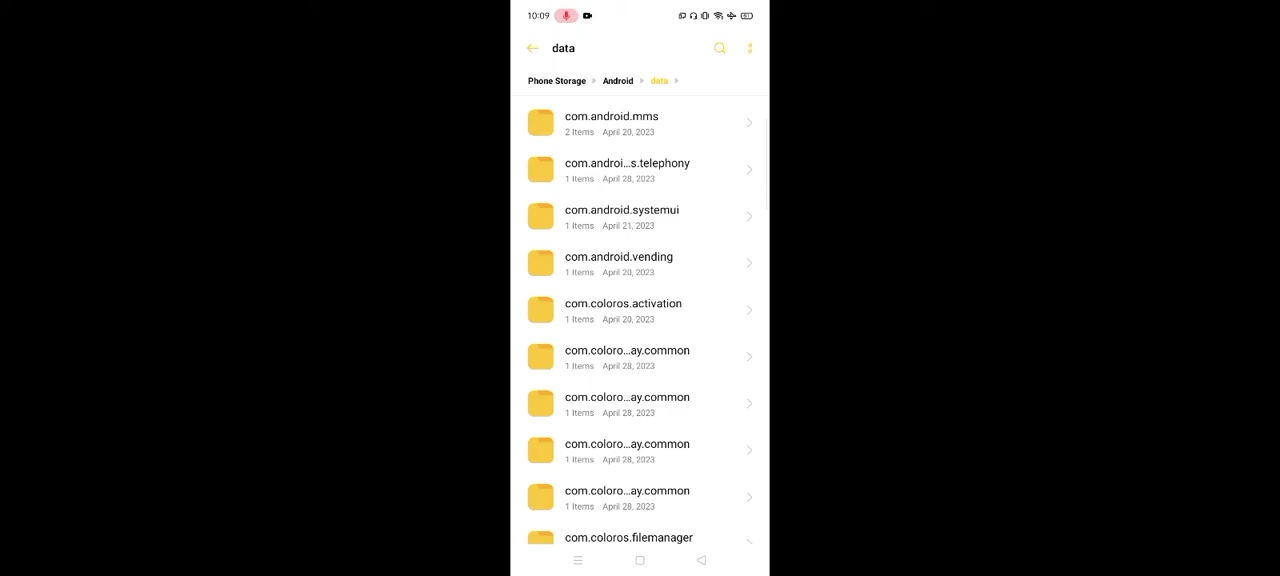 10:09
data
Phone Storage Android data
com.android.mms
2 Items April 20, 2023
com.androi...s.telephony
1 Items April 28, 2023
com.android.systemui
1 Items April 21, 2023
com.android.vending
1 Items April 20, 2023
com.coloros.activation
1 Items April 20, 2023
com.coloro...ay.common
1 Items April 28, 2023
com.coloro...ay.common
1 Items April 28, 2023
com.coloro...ay.common
1 Items April 28, 2023
com.coloro...ay.common
1 Items April 28, 2023
com.coloros.filemanager